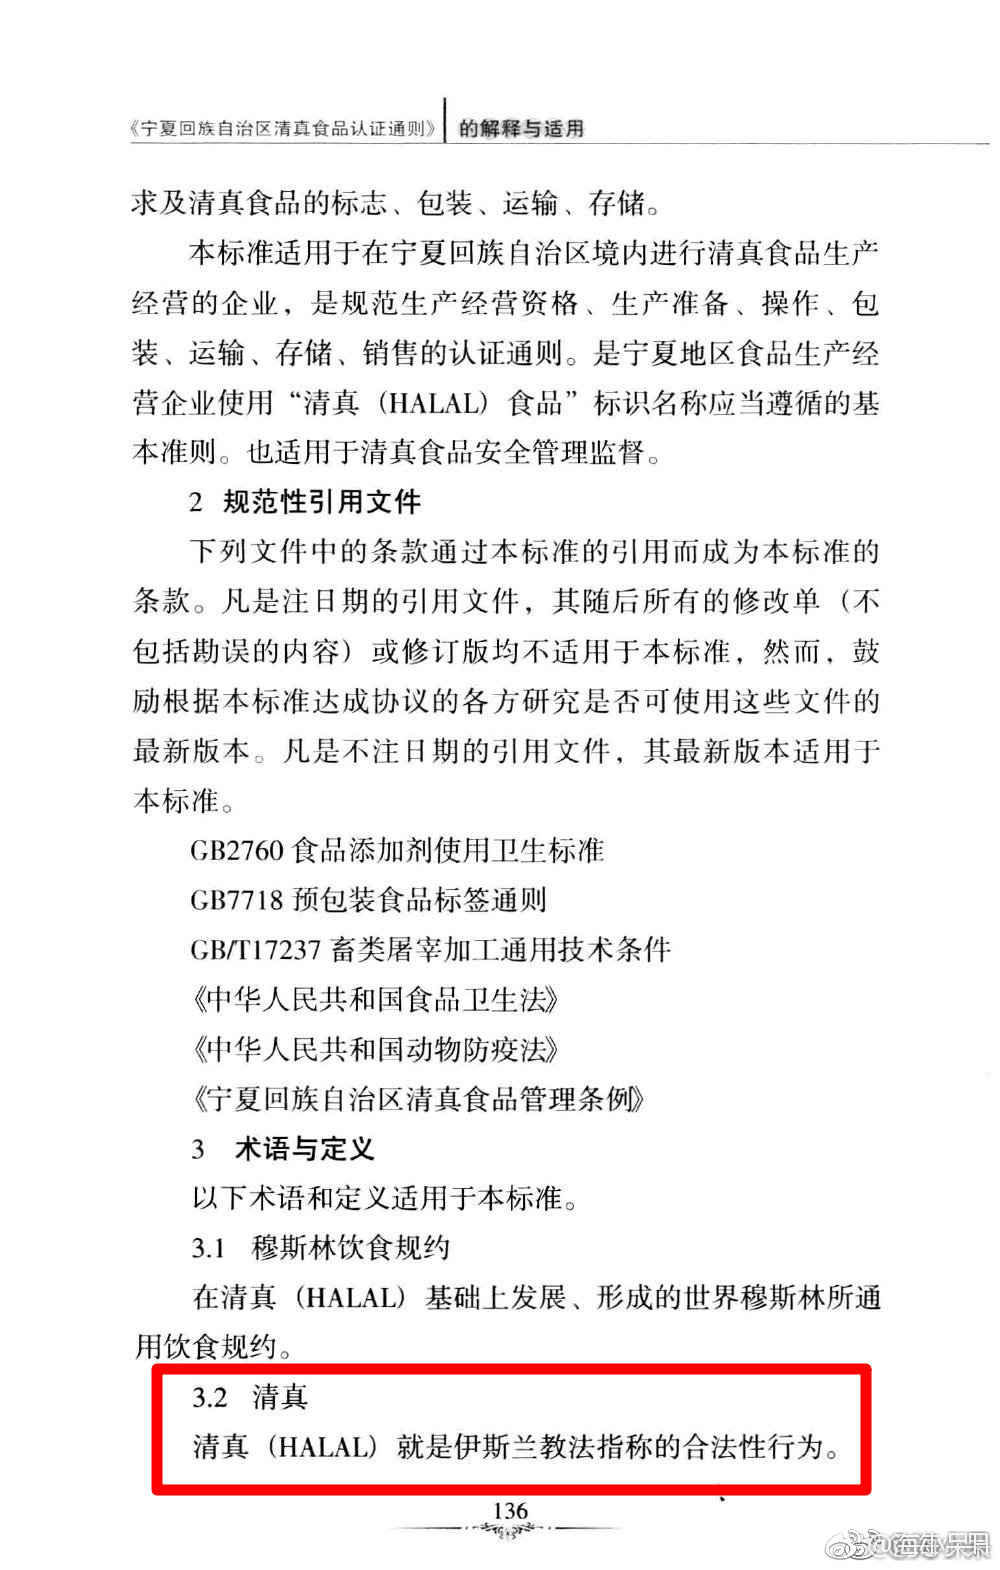 《宁夏回族自治区清真食品认证通则》 的解释与适用
求及清真食品的标志、包装、运输、存储。
本标准适用于在宁夏回族自治区境内进行清真食品生产
经营的企业，是规范生产经营资格、生产准备、操作、包
装、运输、存储、销售的认证通则。是宁夏地区食品生产经
营企业使用“清真（HALAL）食品”标识名称应当遵循的基
本准则。也适用于清真食品安全管理监督。
2 规范性引用文件
下列文件中的条款通过本标准的引用而成为本标准的
条款。凡是注日期的引用文件，其随后所有的修改单（不
包括勘误的内容）或修订版均不适用于本标准，然而，鼓
励根据本标准达成协议的各方研究是否可使用这些文件的
最新版本。凡是不注日期的引用文件，其最新版本适用于
本标准。
GB2760 食品添加剂使用卫生标准
GB7718 预包装食品标签通则
GB/T17237 畜类屠宰加工通用技术条件
《中华人民共和国食品卫生法》
《中华人民共和国动物防疫法》
《宁夏回族自治区清真食品管理条例》
3 术语与定义
以下术语和定义适用于本标准。
3.1 穆斯林饮食规约
在清真（HALAL）基础上发展、形成的世界穆斯林所通
用饮食规约。
3.2 清真
清真（HALAL）就是伊斯兰教法指称的合法性行为。
136